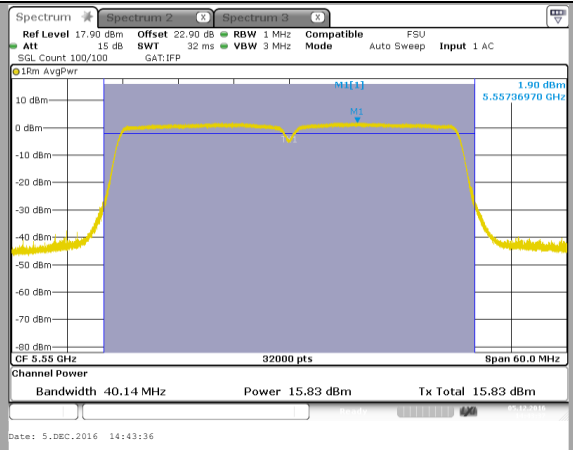 Spectrum Spectrum 2 X Spectrum 3 X
Ref Level 17.90 dBm Offset 22.90 dB RBW 1 MHz Compatible FSU
Att 15 dB SWT 32 ms VBW 3 MHz Mode Auto Sweep Input 1 AC
SGL Count 100/100 GAT:IFP
1Rm AvgPwr
M1[1] 1.90 dBm
5.55736970 GHz
10 dBm
M1
0 dBm
-10 dBm
-20 dBm
-30 dBm
-40 dBm
-50 dBm
-60 dBm
-70 dBm
-80 dBm
CF 5.55 GHz 32000 pts Span 60.0 MHz
Channel Power
Bandwidth 40.14 MHz Power 15.83 dBm Tx Total 15.83 dBm
Ready 05.12.2016
Date: 5.DEC.2016 14:43:36